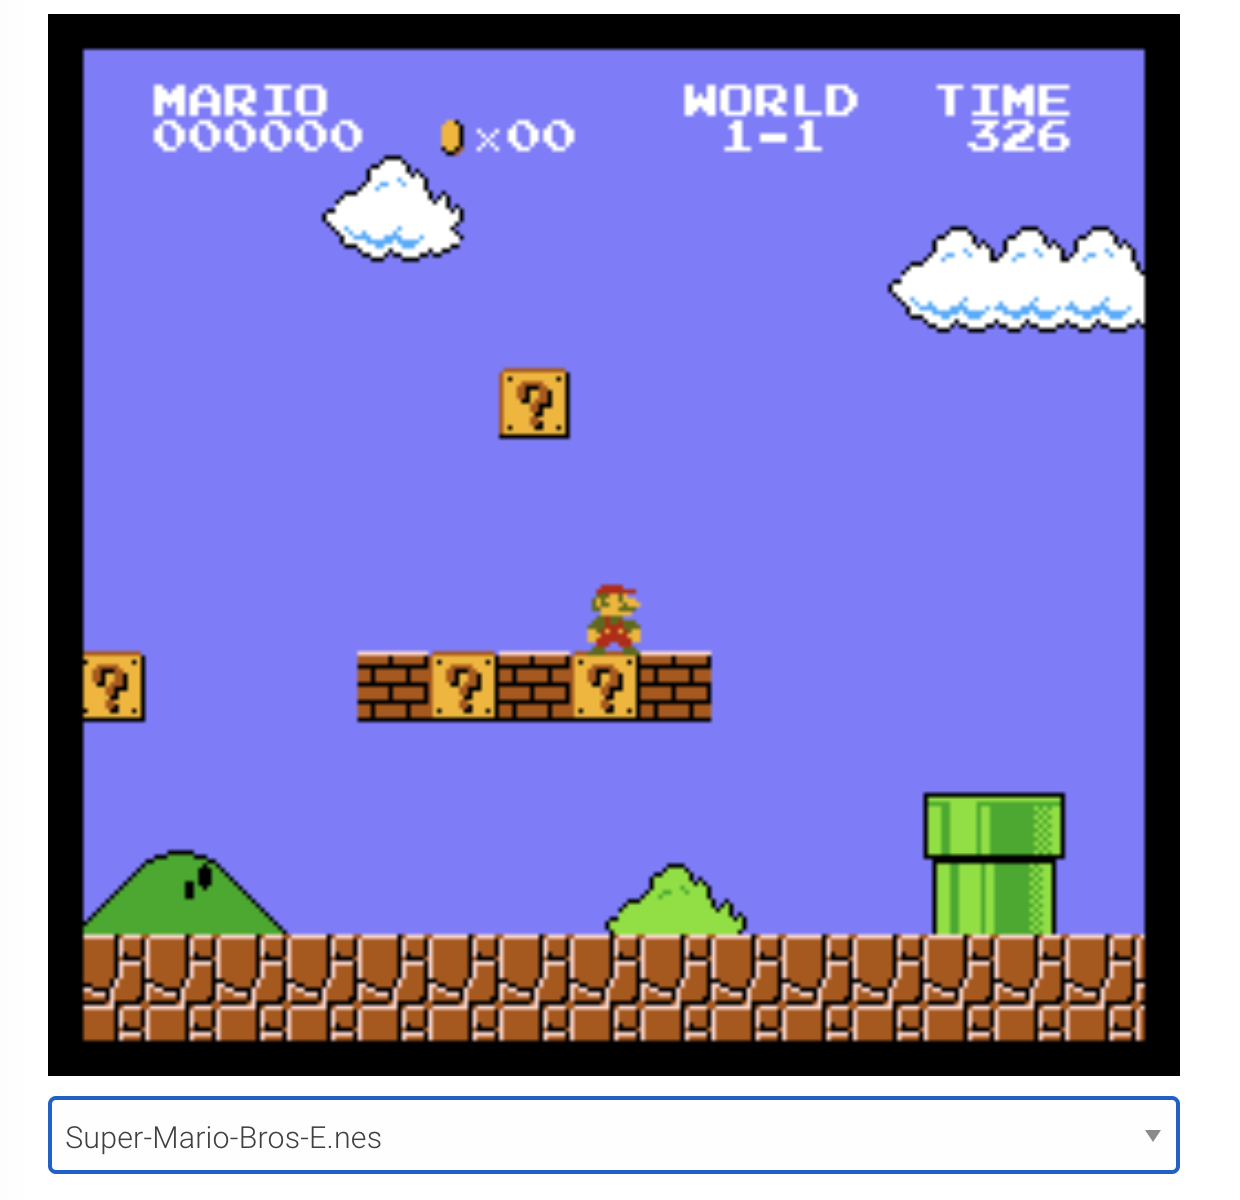 MARIO WORLD TIME
000000 ×00 1-1 326
?
? ? ?
Super-Mario-Bros-E.nes